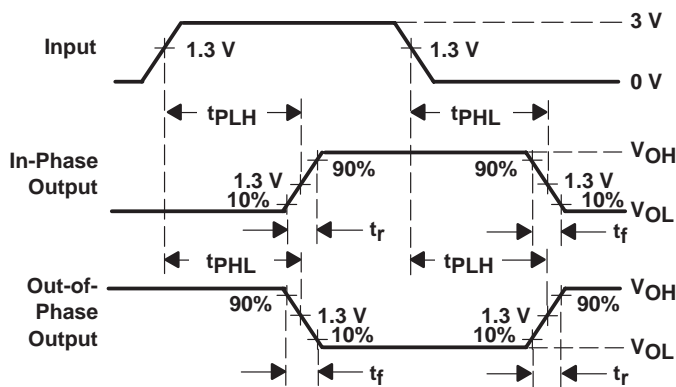 3 V
Input
1.3 V
1.3 V
0 V
tPLH
tPHL
VOH
In-Phase
Output
90%
90%
1.3 V
1.3 V
10%
10%
VOL
tr
tf
tPHL
tPLH
Out-of-
Phase
Output
VOH
90%
90%
1.3 V
1.3 V
10%
10%
VOL
tf
tr